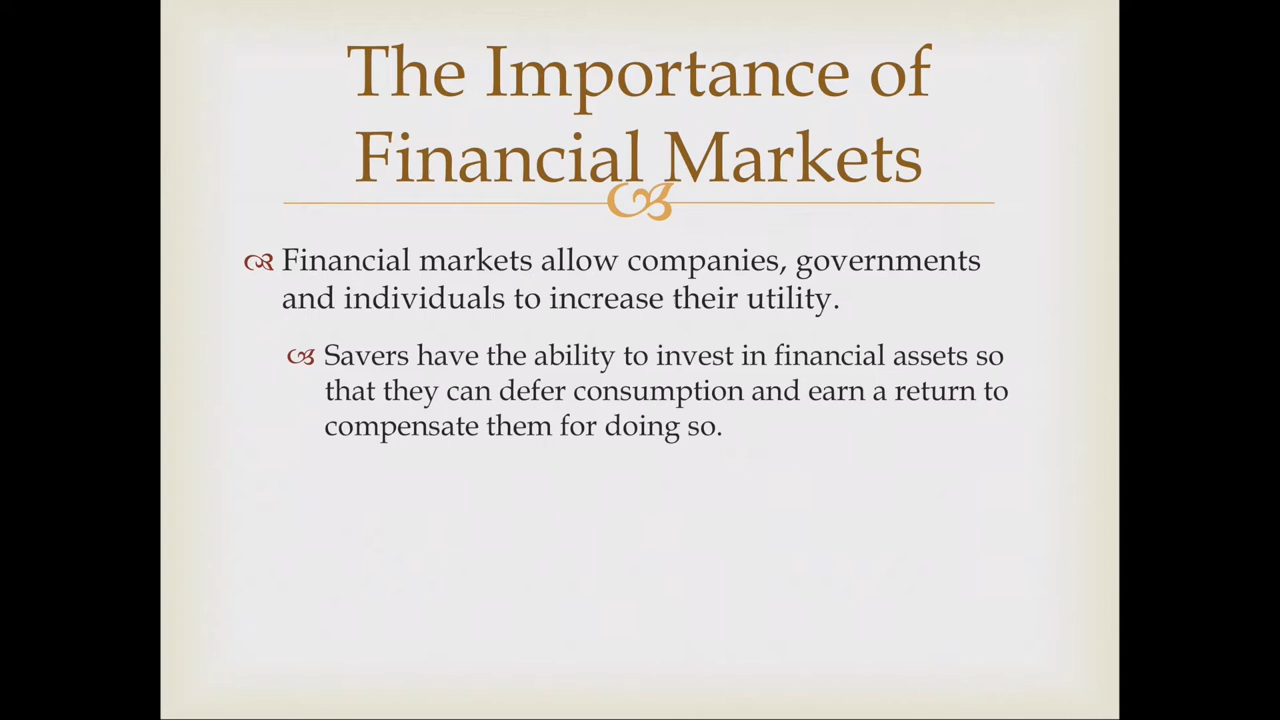 The Importance of
Financial Markets
Financial markets allow companies, governments
and individuals to increase their utility.
Savers have the ability to invest in financial assets so
that they can defer consumption and earn a return to
compensate them for doing so.